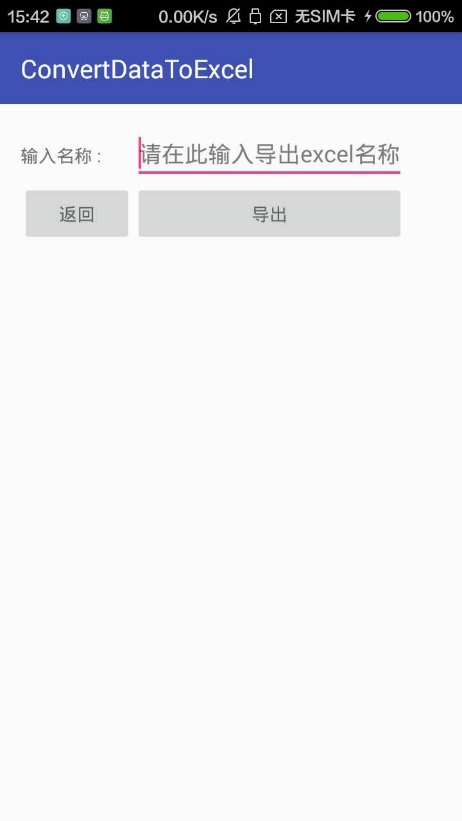 15:42 0.00K/s 无SIM卡 100%
ConvertDataToExcel
输入名称： 请在此输入导出excel名称
返回 导出